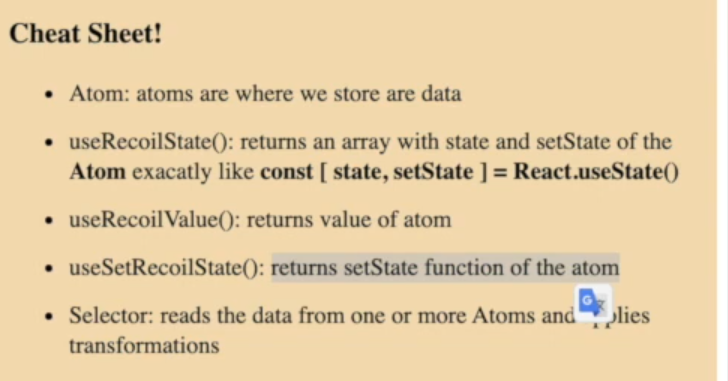 Cheat Sheet!
• Atom: atoms are where we store are data
• useRecoilState(): returns an array with state and setState of the
Atom exacatly like const [ state, setState ] = React.useState()
• useRecoilValue(): returns value of atom
• useSetRecoilState(): returns setState function of the atom
• Selector: reads the data from one or more Atoms and
transformations